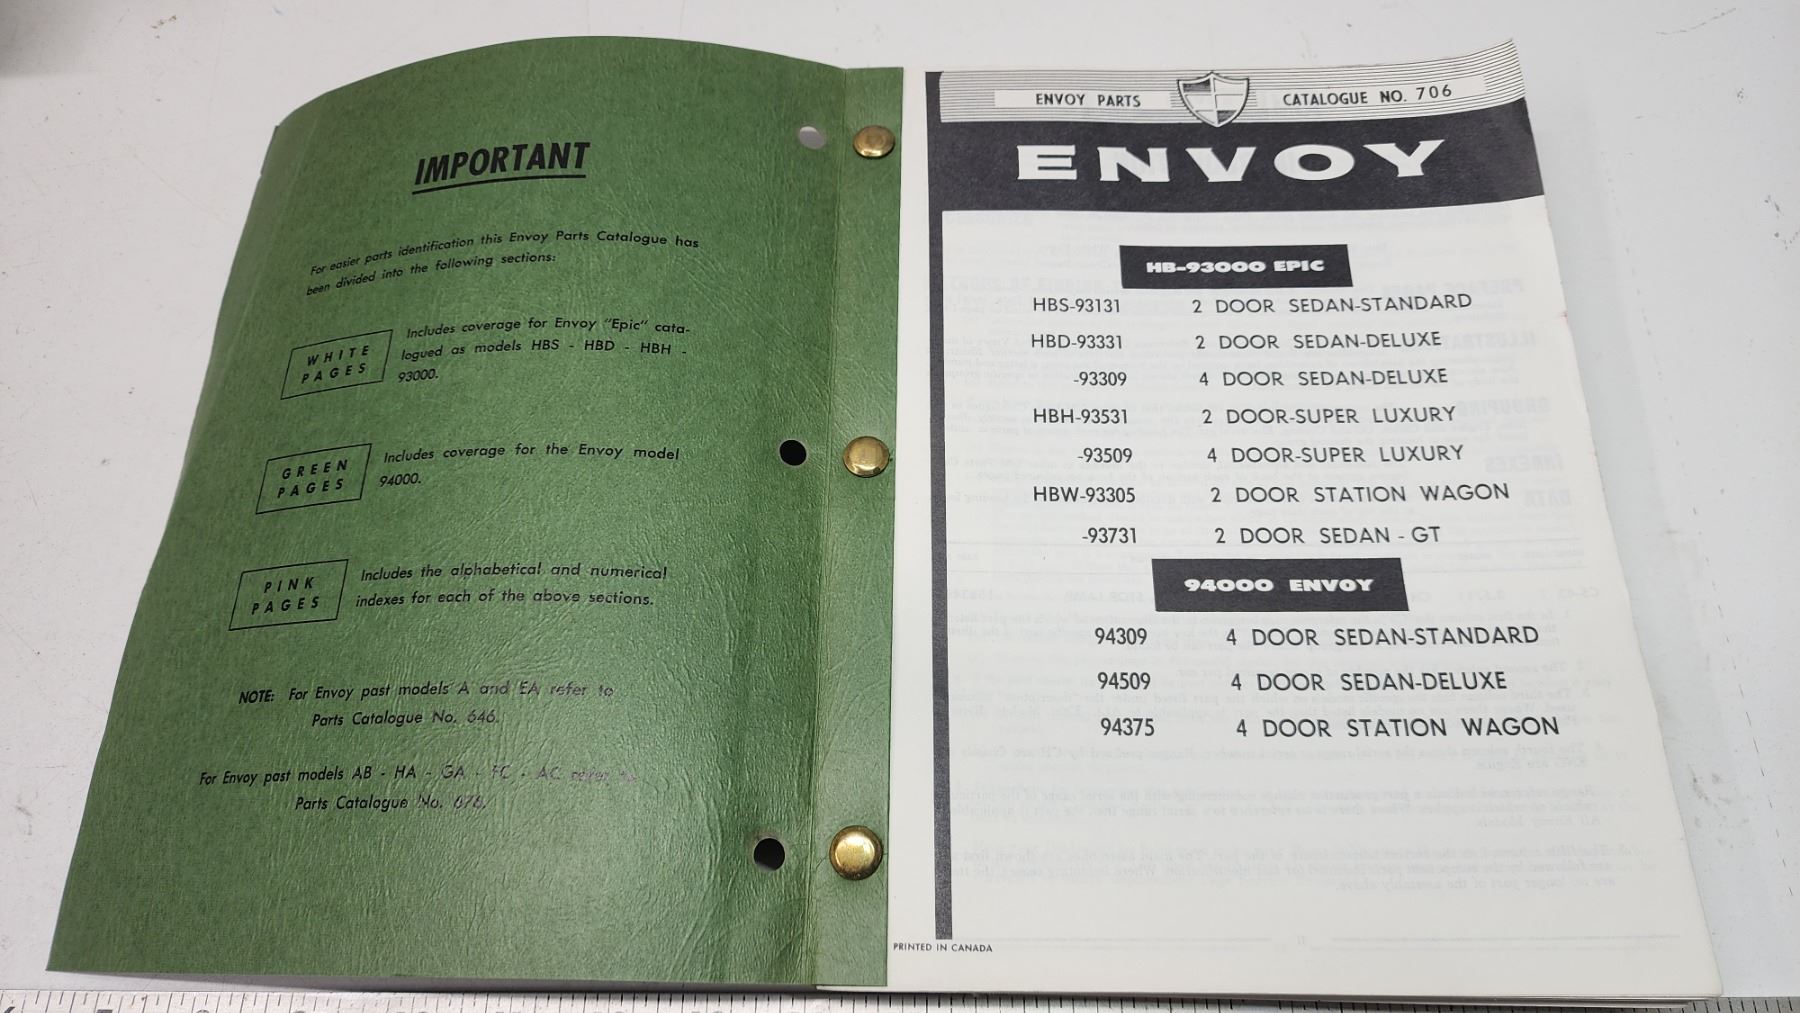 IMPORTANT
For easier parts identification this Envoy Parts Catalogue has
been divided into the following sections:
WHITE
PAGES
Includes coverage for Envoy "Epic" cata-
logued as models HBS - HBD - HBH -
93000.
GREEN
PAGES
Includes coverage for the Envoy model
94000.
PINK
PAGES
Includes the alphabetical and numerical
indexes for each of the above sections.
NOTE: For Envoy past models A and EA refer to
Parts Catalogue No. 646.
For Envoy past models AB - HA - GA - FC - AC refer to
Parts Catalogue No. 676.
ENVOY PARTS
CATALOGUE NO. 706
ENVOY
HB-93000 EPIC
HBS-93131 2 DOOR SEDAN-STANDARD
HBD-93331 2 DOOR SEDAN-DELUXE
-93309 4 DOOR SEDAN-DELUXE
HBH-93531 2 DOOR-SUPER LUXURY
-93509 4 DOOR-SUPER LUXURY
HBW-93305 2 DOOR STATION WAGON
-93731 2 DOOR SEDAN - GT
94000 ENVOY
94309 4 DOOR SEDAN-STANDARD
94509 4 DOOR SEDAN-DELUXE
94375 4 DOOR STATION WAGON
PRINTED IN CANADA